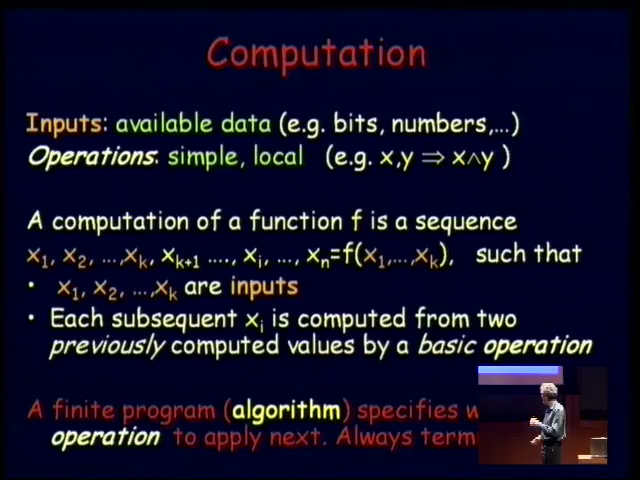 Computation
Inputs: available data (e.g. bits, numbers,...)
Operations: simple, local (e.g. x,y ⇒ x∧y )
A computation of a function f is a sequence
x₁, x₂, ...,xₖ, xₖ₊₁ ...., xᵢ, ..., xₙ=f(x₁,...,xₖ), such that
• x₁, x₂, ...,xₖ are inputs
• Each subsequent xᵢ is computed from two
previously computed values by a basic operation
A finite program (algorithm) specifies
operation to apply next. Always